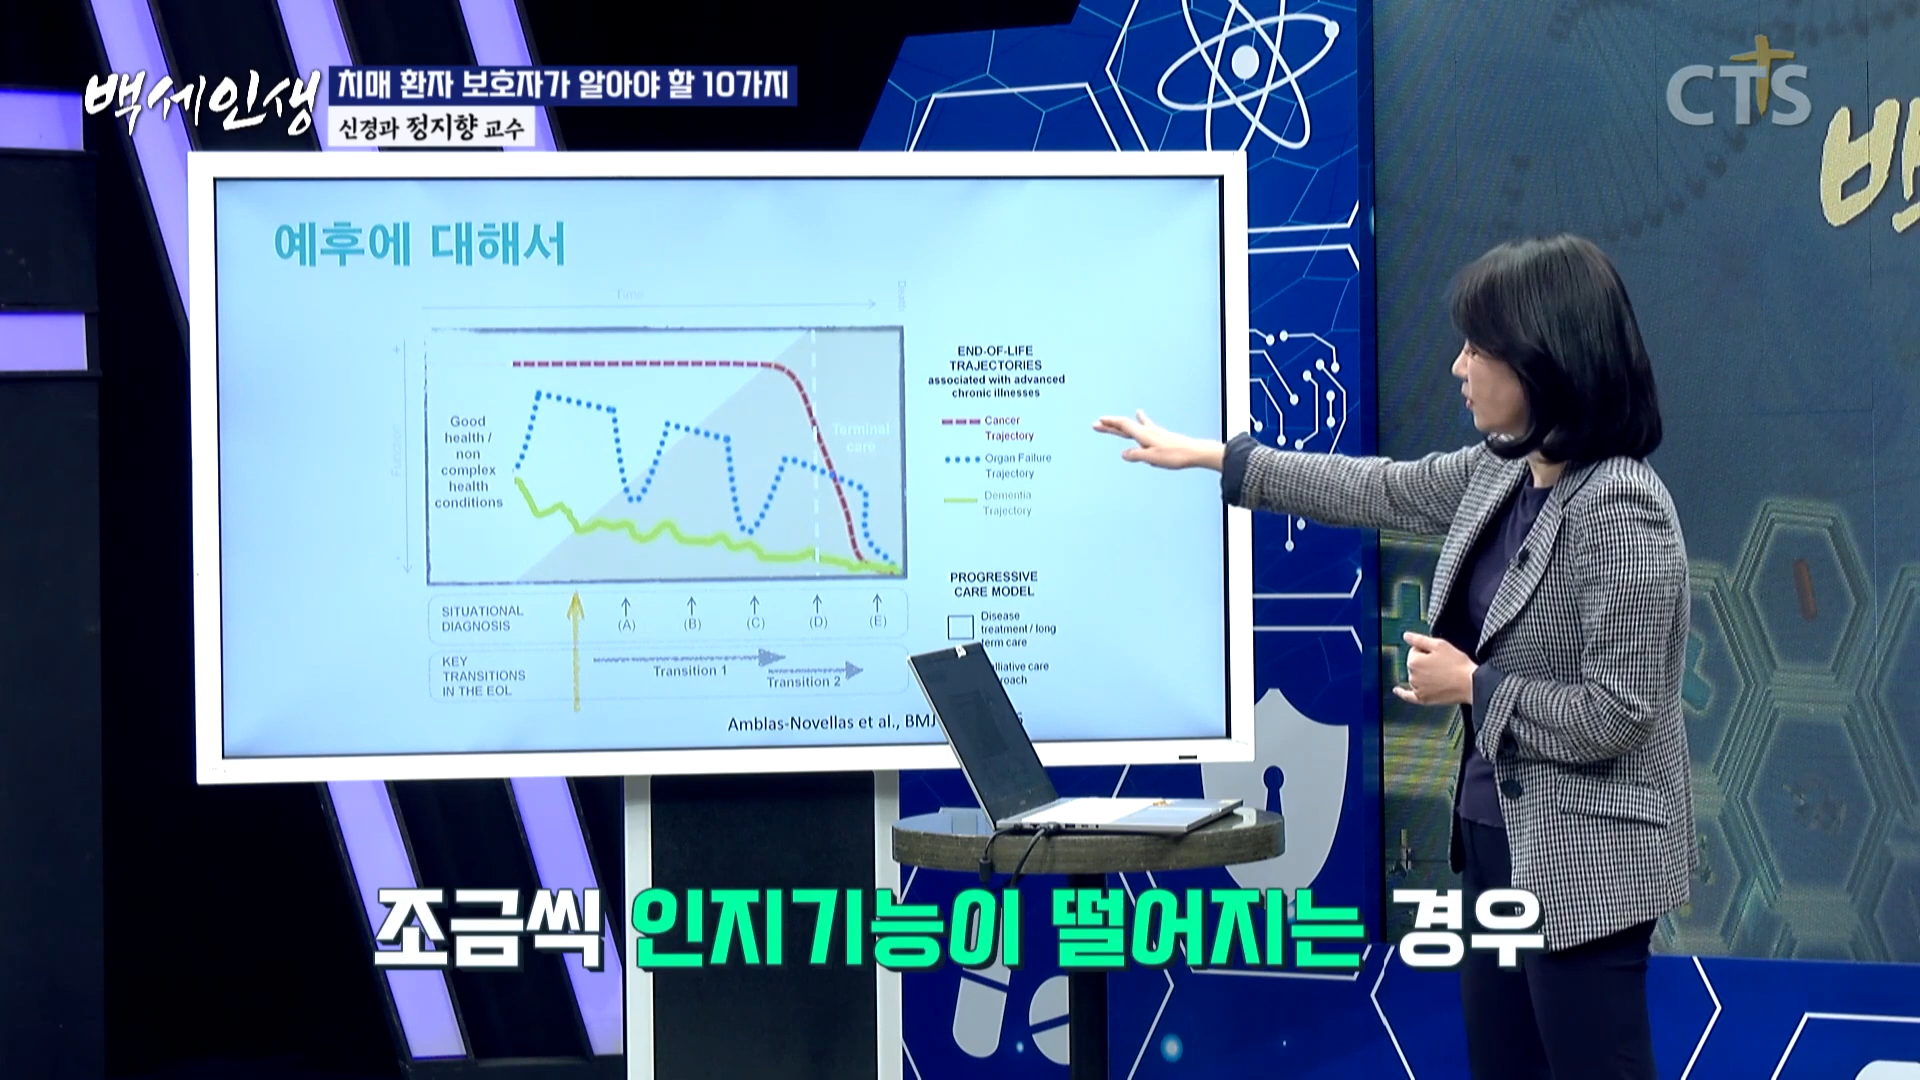 백세인생
치매 환자 보호자가 알아야 할 10가지
신경과 정지향 교수
CTS
백
예후에 대해서
Time
Death
Function
Good
health /
non
complex
health
conditions
Terminal
care
END-OF-LIFE
TRAJECTORIES
associated with advanced
chronic illnesses
Cancer
Trajectory
Organ Failure
Trajectory
Dementia
Trajectory
SITUATIONAL
DIAGNOSIS
(A)
(B)
(C)
(D)
(E)
KEY
TRANSITIONS
IN THE EOL
Transition 1
Transition 2
PROGRESSIVE
CARE MODEL
Disease
treatment / long
term care
care
Amblas-Novellas et al., BMJ
조금씩 인지기능이 떨어지는 경우